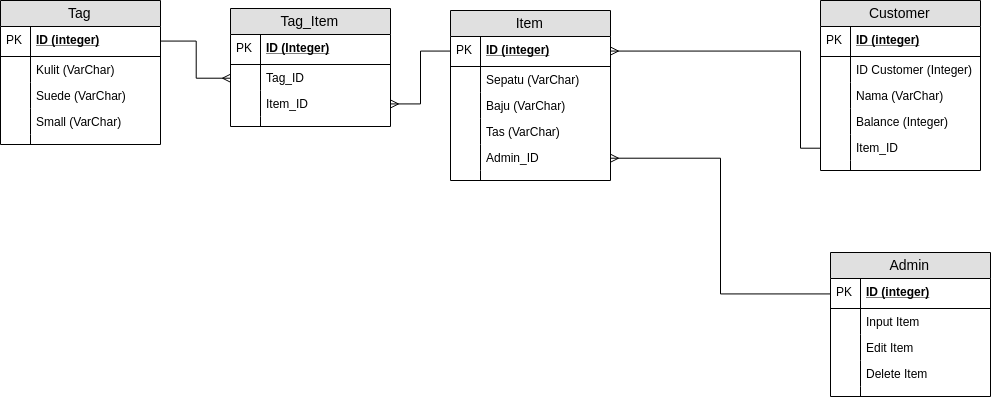 Tag
PK ID (integer)
Kulit (VarChar)
Suede (VarChar)
Small (VarChar)
Tag_Item
PK ID (Integer)
Tag_ID
Item_ID
Item
PK ID (integer)
Sepatu (VarChar)
Baju (VarChar)
Tas (VarChar)
Admin_ID
Customer
PK ID (integer)
ID Customer (Integer)
Nama (VarChar)
Balance (Integer)
Item_ID
Admin
PK ID (integer)
Input Item
Edit Item
Delete Item